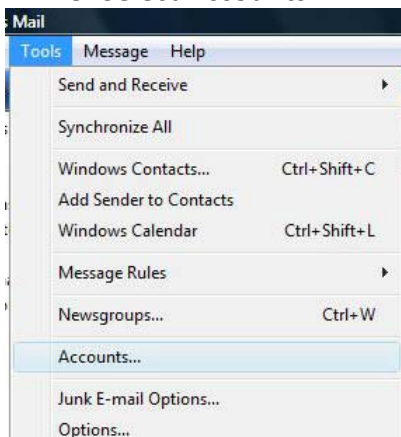 Mail
Tools Message Help
Send and Receive
Synchronize All
Windows Contacts... Ctrl+Shift+C
Add Sender to Contacts
Windows Calendar Ctrl+Shift+L
Message Rules
Newsgroups... Ctrl+W
Accounts...
Junk E-mail Options...
Options...